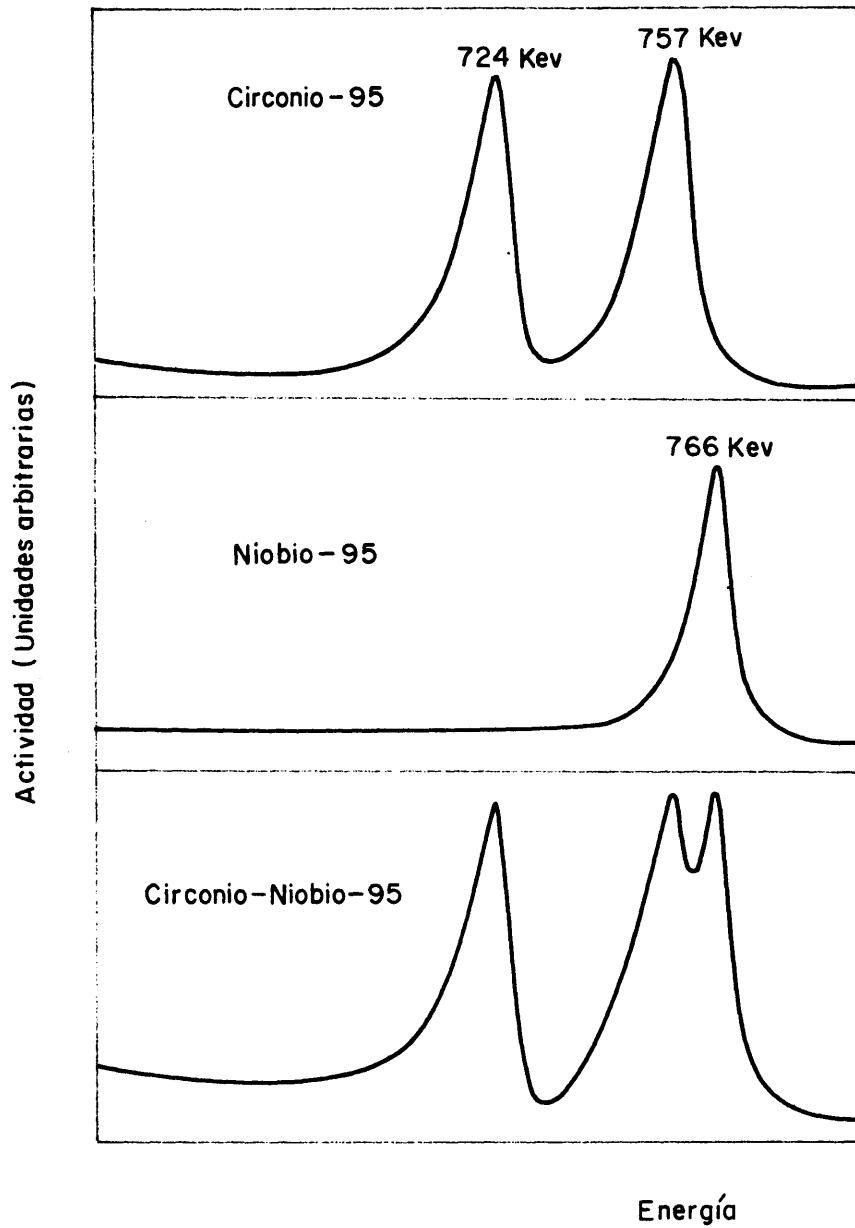 724 Kev
757 Kev
Circonio-95
766 Kev
Niobio-95
Circonio-Niobio-95
Actividad (Unidades arbitrarias)
Energía